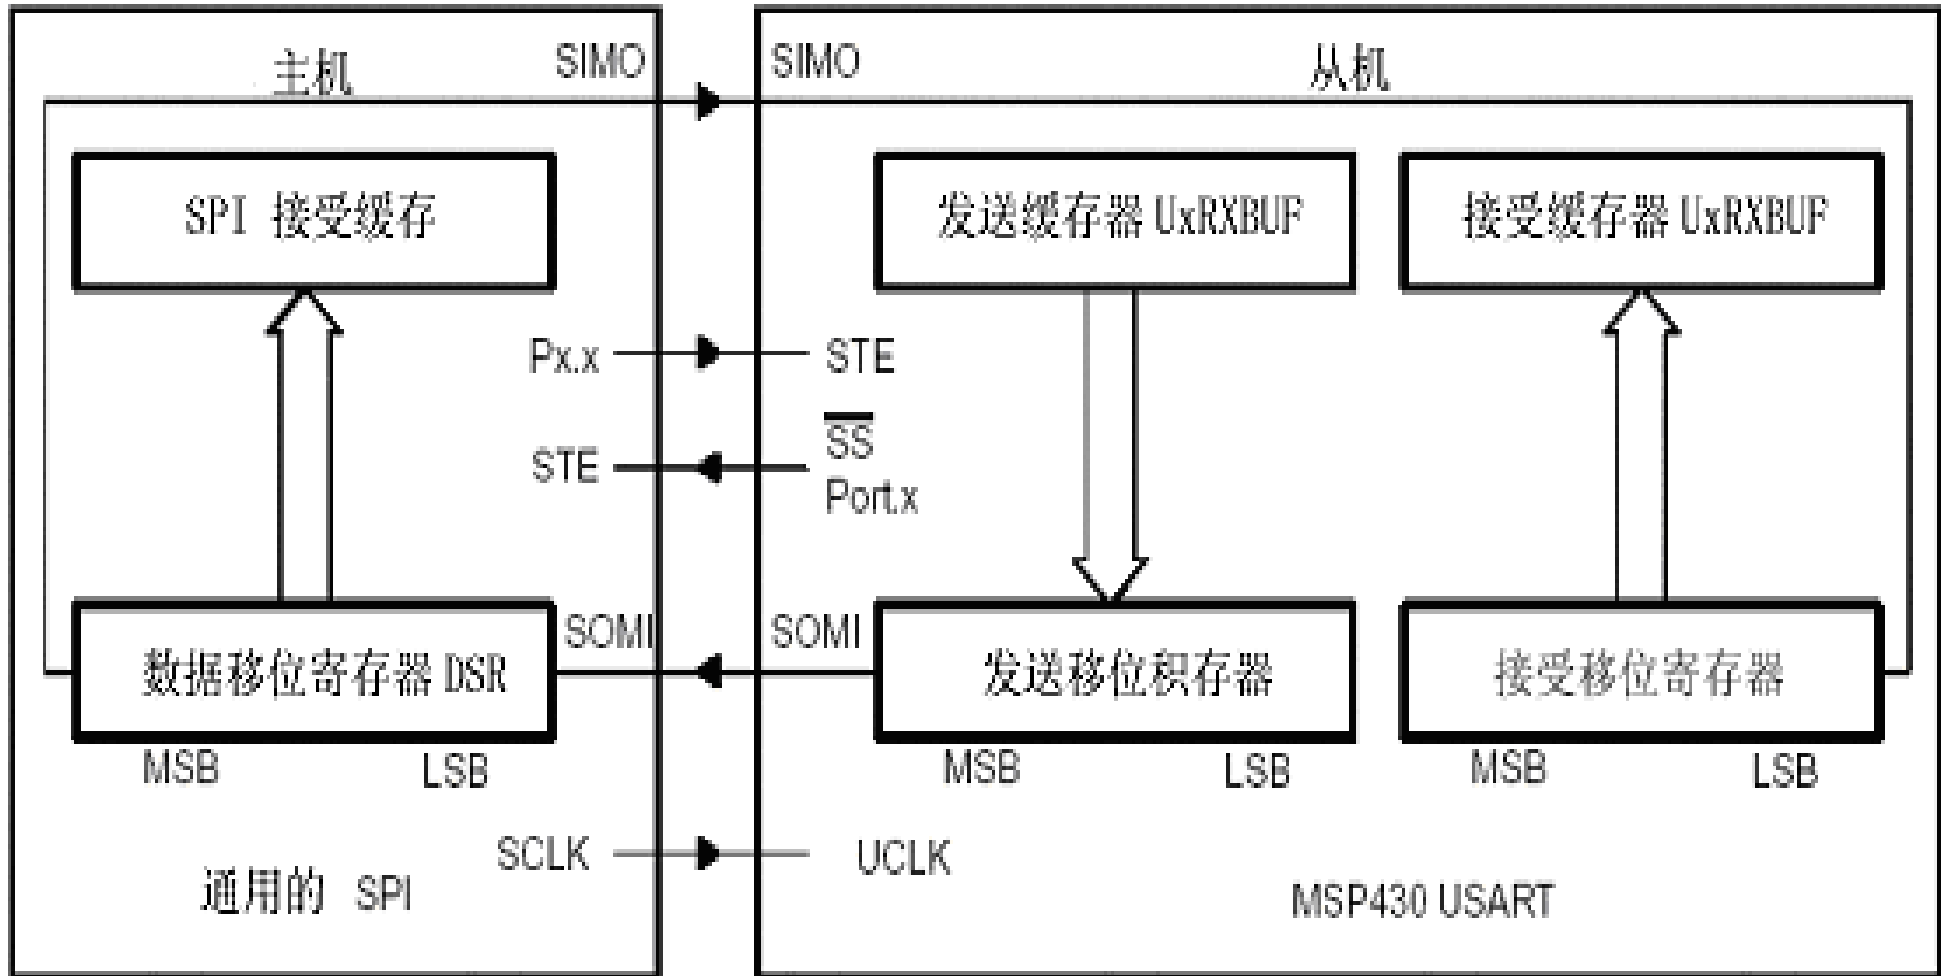 主机
SIMO
SIMO
从机
SPI 接受缓存
发送缓存器 UxRXBUF
接受缓存器 UxRXBUF
Px.x
STE
SS
STE
Port.x
SOMI
SOMI
数据移位寄存器 DSR
发送移位积存器
接受移位寄存器
MSB
LSB
MSB
LSB
MSB
LSB
SCLK
UCLK
通用的 SPI
MSP430 USART